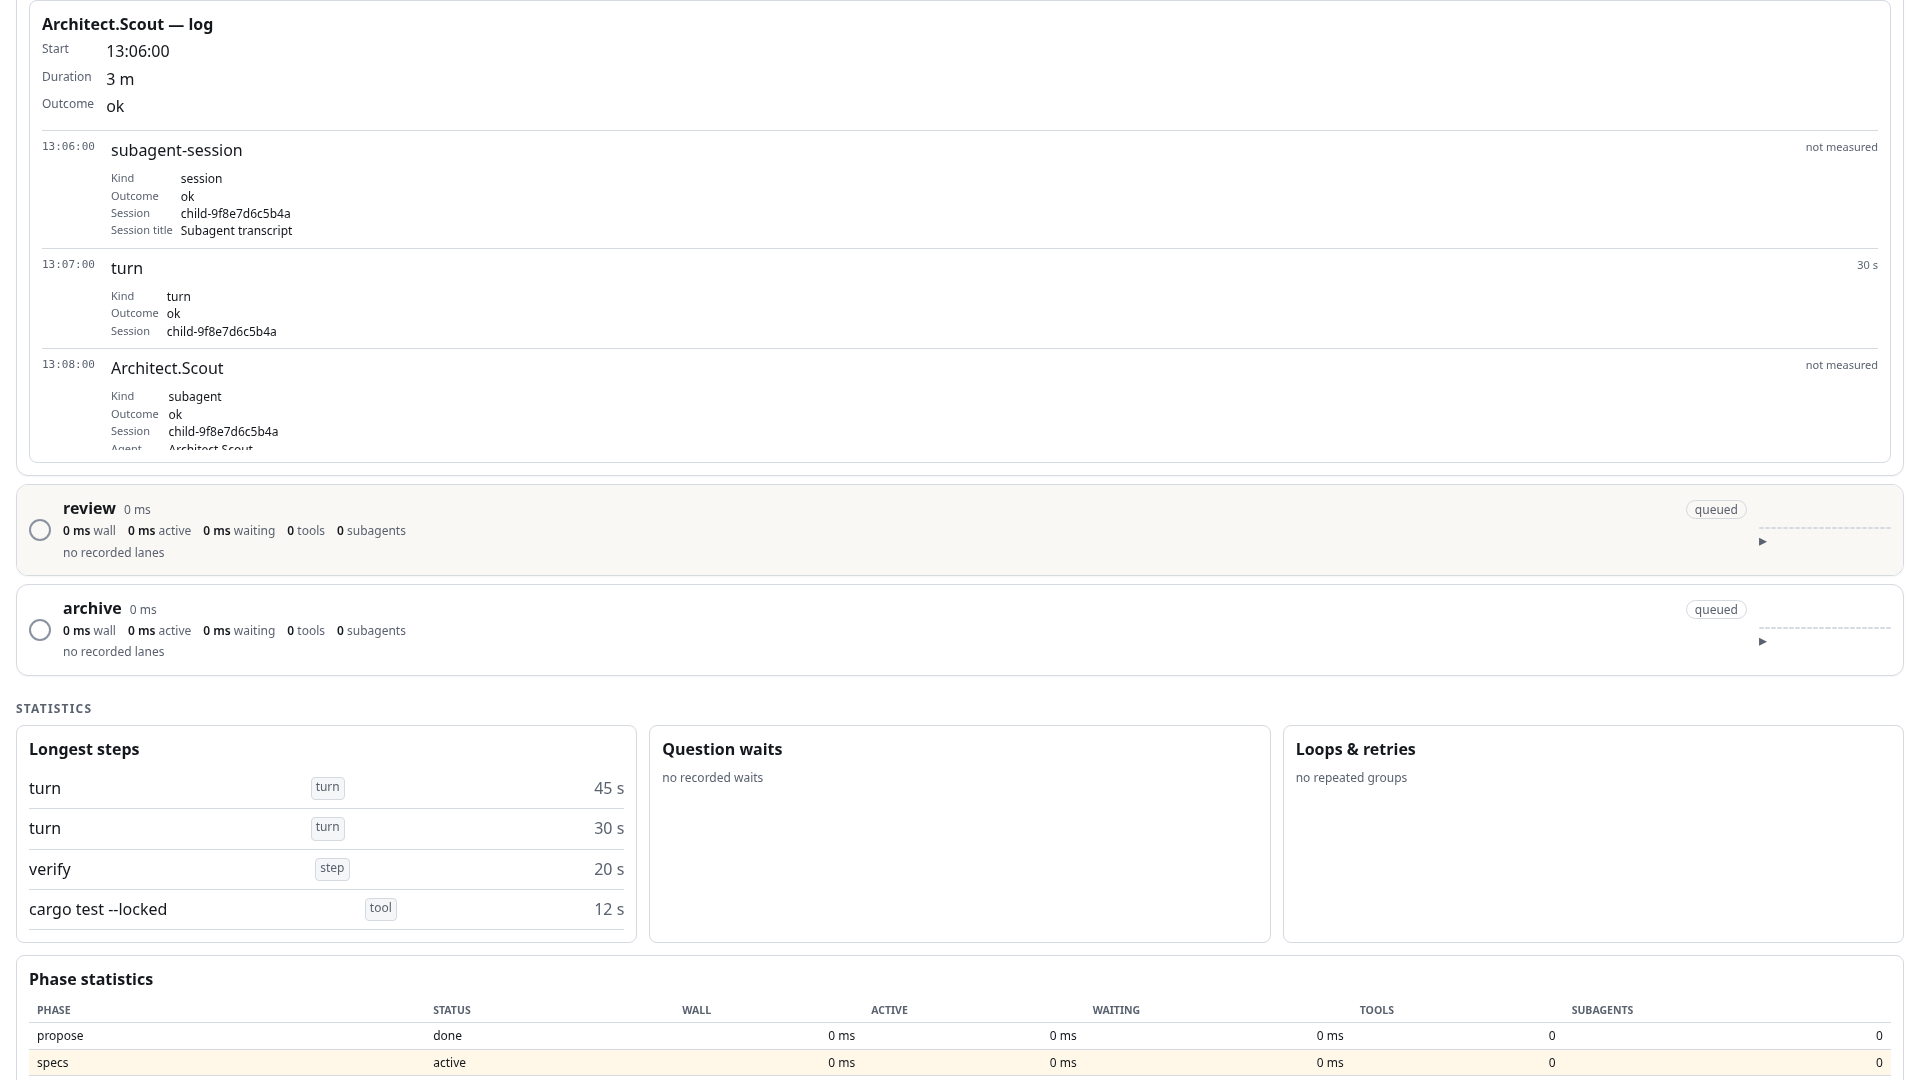 Architect.Scout — log
Start 13:06:00
Duration 3 m
Outcome ok
13:06:00 subagent-session not measured
Kind session
Outcome ok
Session child-9f8e7d6c5b4a
Session title Subagent transcript
13:07:00 turn 30 s
Kind turn
Outcome ok
Session child-9f8e7d6c5b4a
13:08:00 Architect.Scout not measured
Kind subagent
Outcome ok
Session child-9f8e7d6c5b4a
Agent Architect.Scout
review 0 ms queued
0 ms wall 0 ms active 0 ms waiting 0 tools 0 subagents
no recorded lanes
archive 0 ms queued
0 ms wall 0 ms active 0 ms waiting 0 tools 0 subagents
no recorded lanes
STATISTICS
Longest steps
turn turn 45 s
turn turn 30 s
verify step 20 s
cargo test --locked tool 12 s
Question waits
no recorded waits
Loops & retries
no repeated groups
Phase statistics
PHASE STATUS WALL ACTIVE WAITING TOOLS SUBAGENTS
propose done 0 ms 0 ms 0 ms 0 0
specs active 0 ms 0 ms 0 ms 0 0